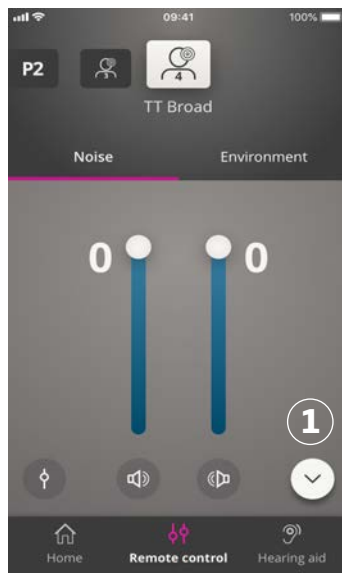 09:41 100%
P2 4
TT Broad
Noise Environment
0 0
1
Home Remote control Hearing aid